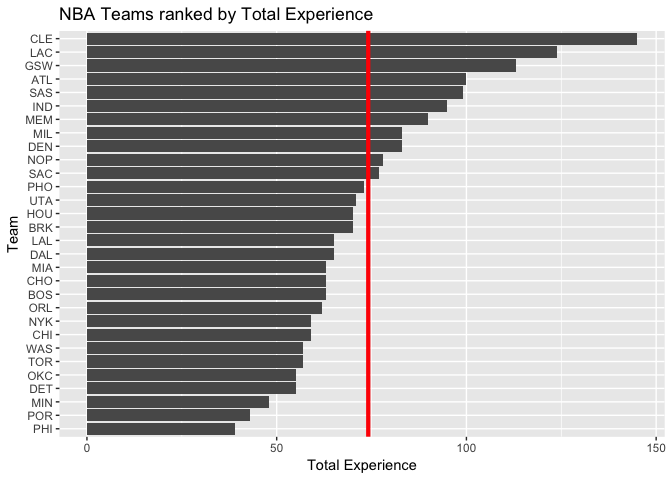 NBA Teams ranked by Total Experience
Team
CLE
LAC
GSW
ATL
SAS
IND
MEM
MIL
DEN
NOP
SAC
PHO
UTA
HOU
BRK
LAL
DAL
MIA
CHO
BOS
ORL
NYK
CHI
WAS
TOR
OKC
DET
MIN
POR
PHI
0 50 100 150
Total Experience